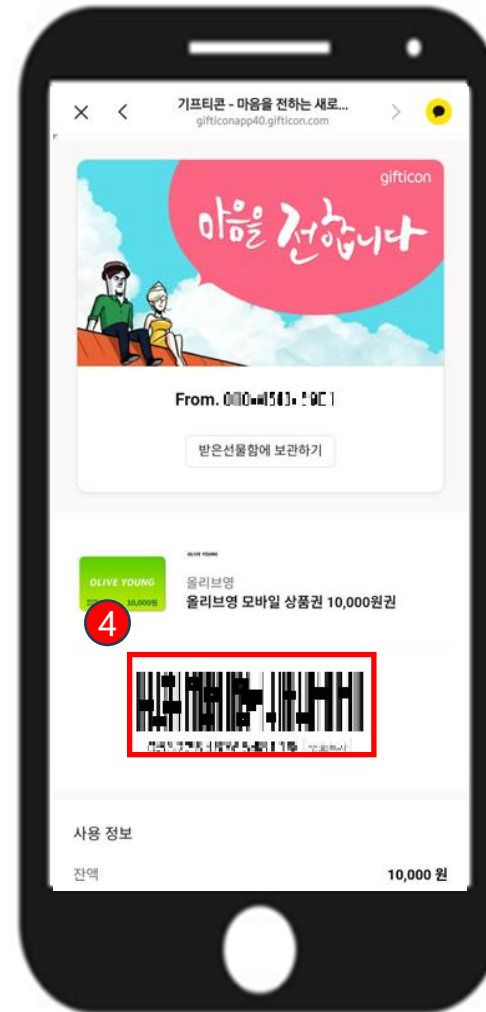 기프티콘 - 마음을 전하는 새로...
gifticonapp40.gifticon.com
gifticon
마음을 전합니다
From.
받은선물함에 보관하기
OLIVE YOUNG
OLIVE YOUNG
10,000원
올리브영
올리브영 모바일 상품권 10,000원권
4
사용 정보
잔액
10,000 원